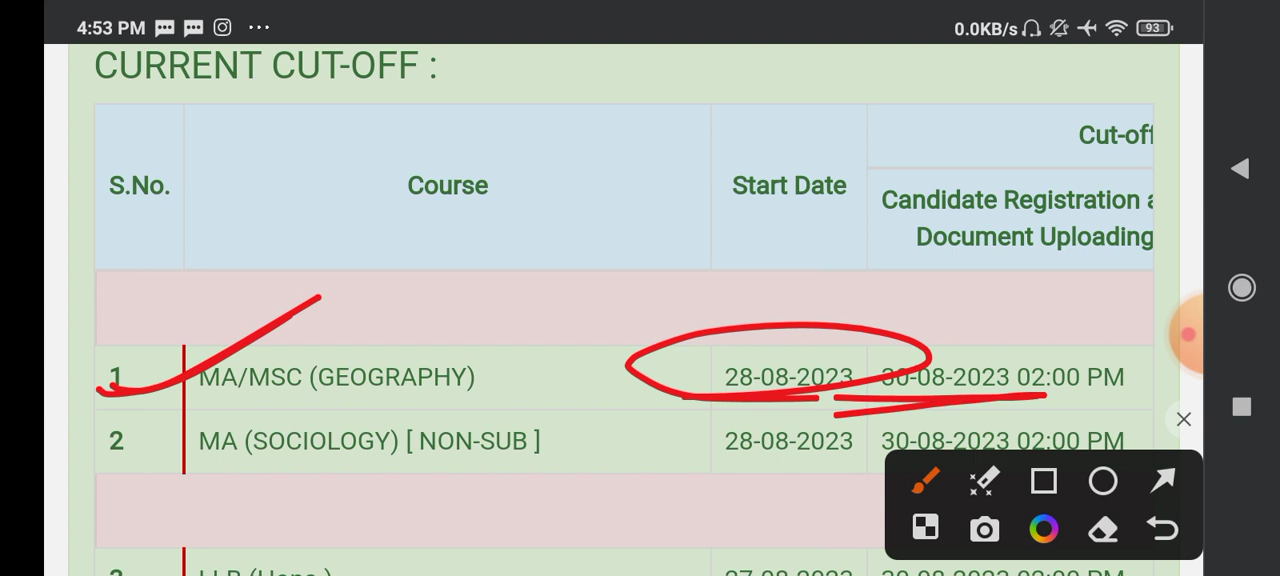 4:53 PM
0.0KB/s
93
CURRENT CUT-OFF :
S.No.
Course
Start Date
Cut-off
Candidate Registration a
Document Uploading
1
MA/MSC (GEOGRAPHY)
28-08-2023
30-08-2023 02:00 PM
2
MA (SOCIOLOGY) [ NON-SUB ]
28-08-2023
30-08-2023 02:00 PM